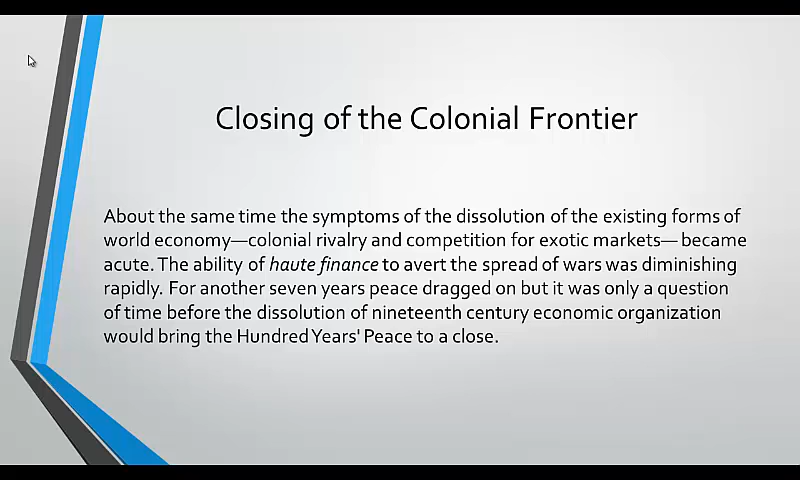 Closing of the Colonial Frontier
About the same time the symptoms of the dissolution of the existing forms of
world economy—colonial rivalry and competition for exotic markets— became
acute. The ability of haute finance to avert the spread of wars was diminishing
rapidly. For another seven years peace dragged on but it was only a question
of time before the dissolution of nineteenth century economic organization
would bring the Hundred Years' Peace to a close.